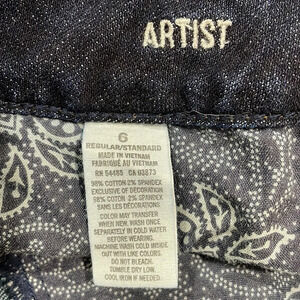 ARTIST
6
REGULAR/STANDARD
MADE IN VIETNAM
FABRIQUÉ AU VIETNAM
RN 54485 CA 03873
98% COTTON 2% SPANDEX
EXCLUSIVE OF DECORATION
98% COTON 2% SPANDEX
SANS LES DÉCORATIONS
COLOR MAY TRANSFER
WHEN NEW. WASH ONCE
SEPARATELY IN COLD WATER
BEFORE WEARING.
MACHINE WASH COLD INSIDE
OUT WITH LIKE COLORS.
DO NOT BLEACH.
TUMBLE DRY LOW.
COOL IRON IF NEEDED.